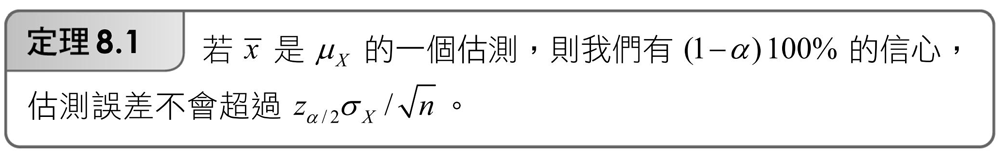 定理 8.1 若 x̄ 是 μ_X 的一個估測，則我們有 (1−α)100% 的信心，
估測誤差不會超過 z_{α/2}σ_X/√n。